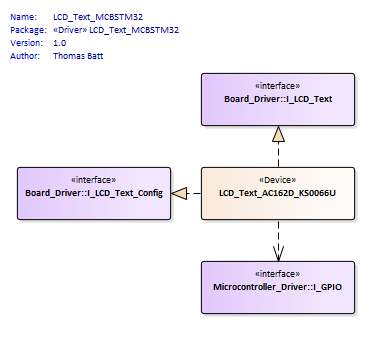 Name: LCD_Text_MCBSTM32
Package: «Driver» LCD_Text_MCBSTM32
Version: 1.0
Author: Thomas Batt
«interface»
Board_Driver::I_LCD_Text
«interface»
Board_Driver::I_LCD_Text_Config
«Device»
LCD_Text_AC162D_KS0066U
«interface»
Microcontroller_Driver::I_GPIO